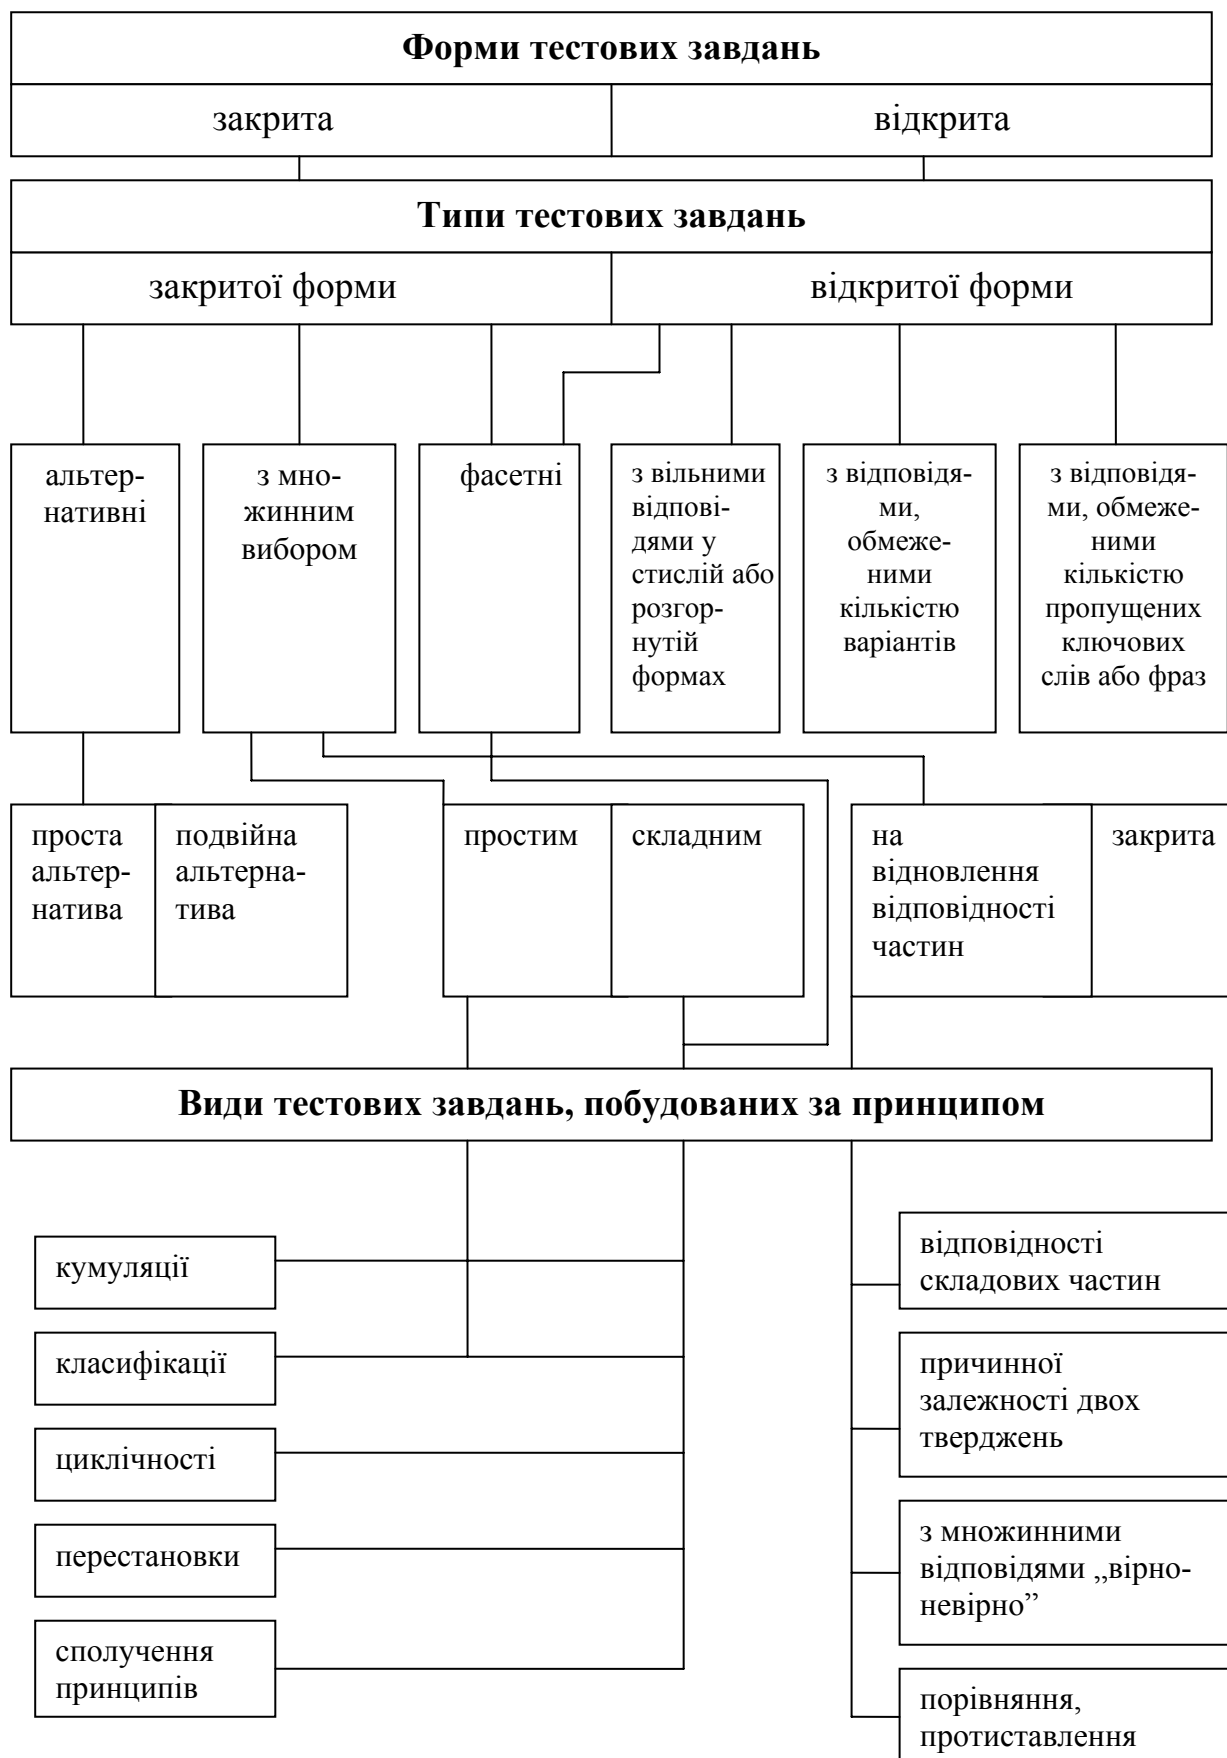 Форми тестових завдань
закрита
відкрита
Типи тестових завдань
закритої форми
відкритої форми
альтер-
нативні
з мно-
жинним
вибором
фасетні
з вільними
відпові-
дями у
стислій або
розгор-
нутій
формах
з відповідя-
ми,
обмеже-
ними
кількістю
варіантів
з відповідя-
ми, обмеже-
ними
кількістю
пропущених
ключових
слів або фраз
проста
альтер-
натива
подвійна
альтерна-
тива
простим
складним
на
відновлення
відповідності
частин
закрита
Види тестових завдань, побудованих за принципом
кумуляції
класифікації
циклічності
перестановки
сполучення
принципів
відповідності
складових частин
причинної
залежності двох
тверджень
з множинними
відповідями „вірно-
невірно”
порівняння,
протиставлення